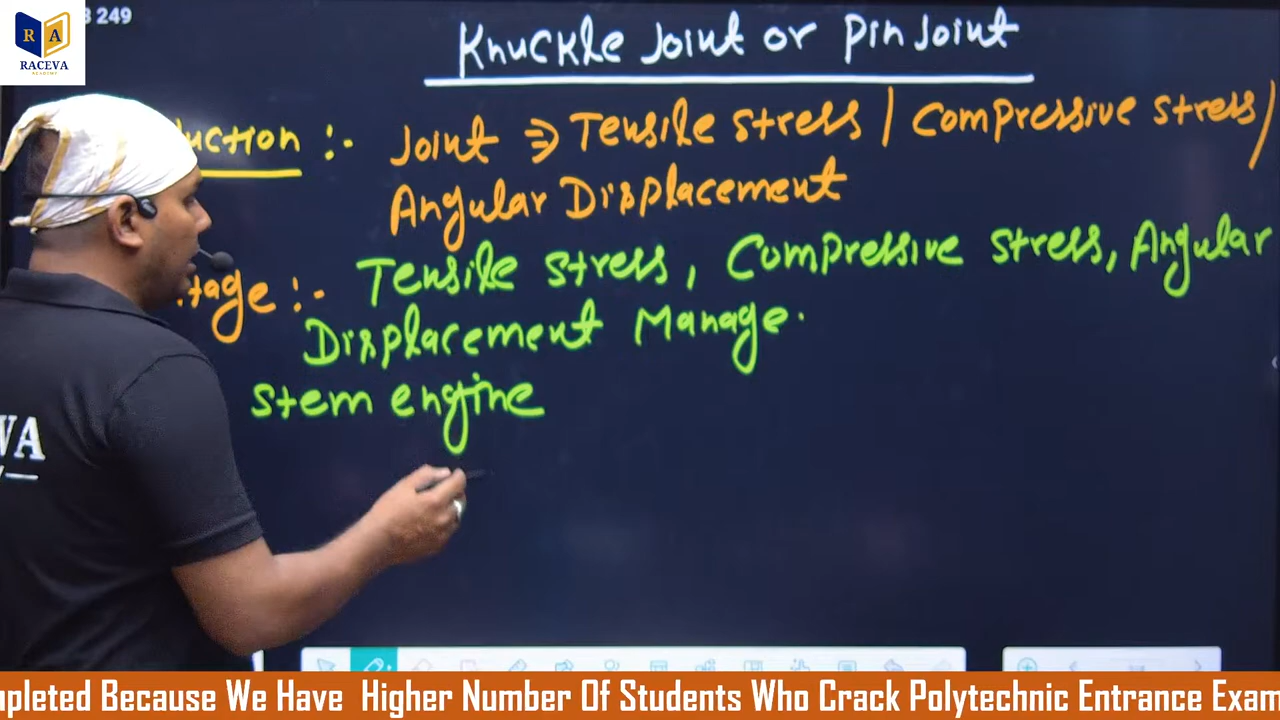 249
R A
RACEVA
ACADEMY
Knuckle Joint or Pin Joint
uction :- Joint ⇒ Tensile stress / Compressive stress /
Angular Displacement
tage :- Tensile stress, Compressive stress, Angular
Displacement Manage.
stem engine
VA
mpleted Because We Have Higher Number Of Students Who Crack Polytechnic Entrance Exam